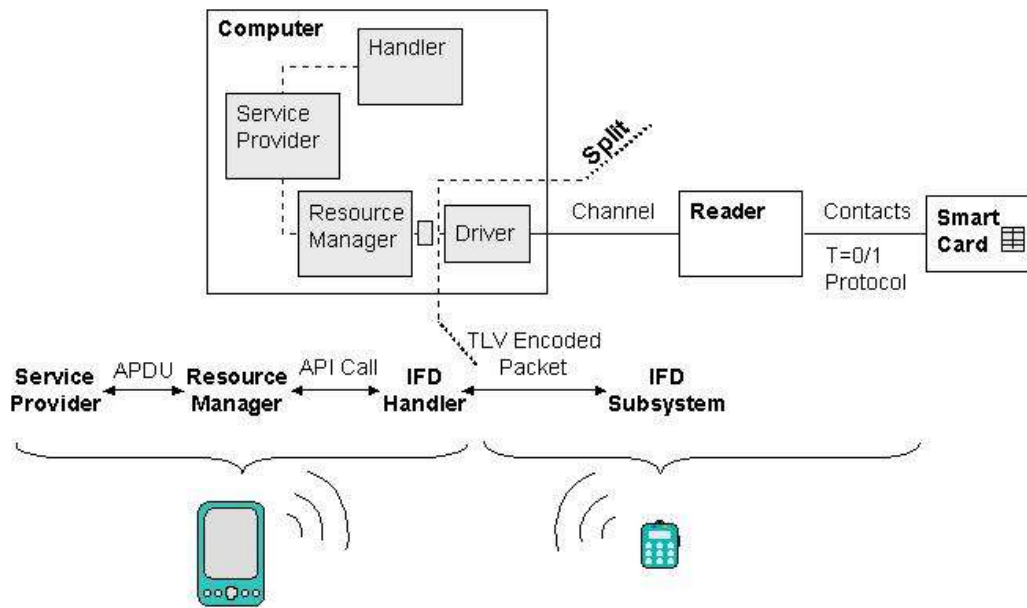 Computer
Handler
Service
Provider
Split
Resource
Manager
Driver
Channel
Reader
Contacts
T=0/1
Protocol
Smart
Card
TLV Encoded
Packet
Service
Provider
APDU
Resource
Manager
API Call
IFD
Handler
IFD
Subsystem